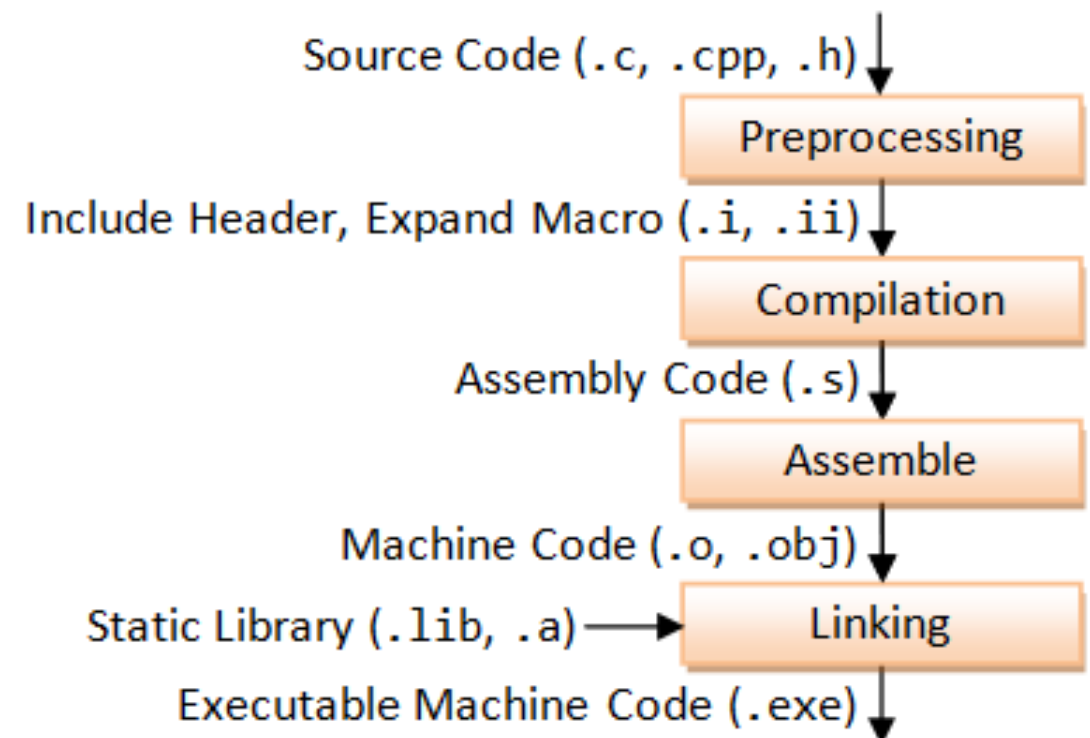 Source Code (.c, .cpp, .h)
Preprocessing
Include Header, Expand Macro (.i, .ii)
Compilation
Assembly Code (.s)
Assemble
Machine Code (.o, .obj)
Static Library (.lib, .a)
Linking
Executable Machine Code (.exe)